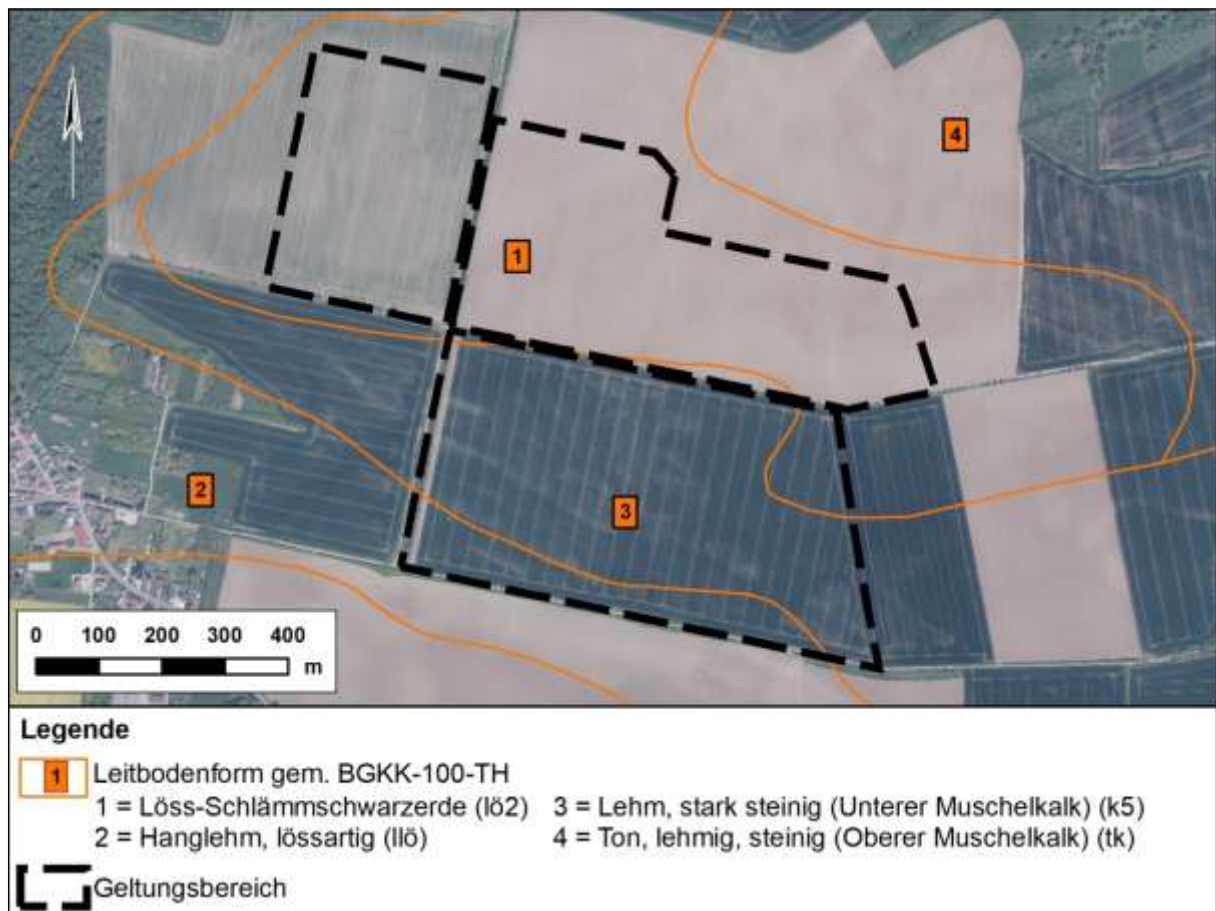 4
1
2
3
0 100 200 300 400
m
Legende
1 Leitbodenform gem. BGKK-100-TH
1 = Löss-Schlämmschwarzerde (lö2) 3 = Lehm, stark steinig (Unterer Muschelkalk) (k5)
2 = Hanglehm, lössartig (llö) 4 = Ton, lehmig, steinig (Oberer Muschelkalk) (tk)
Geltungsbereich